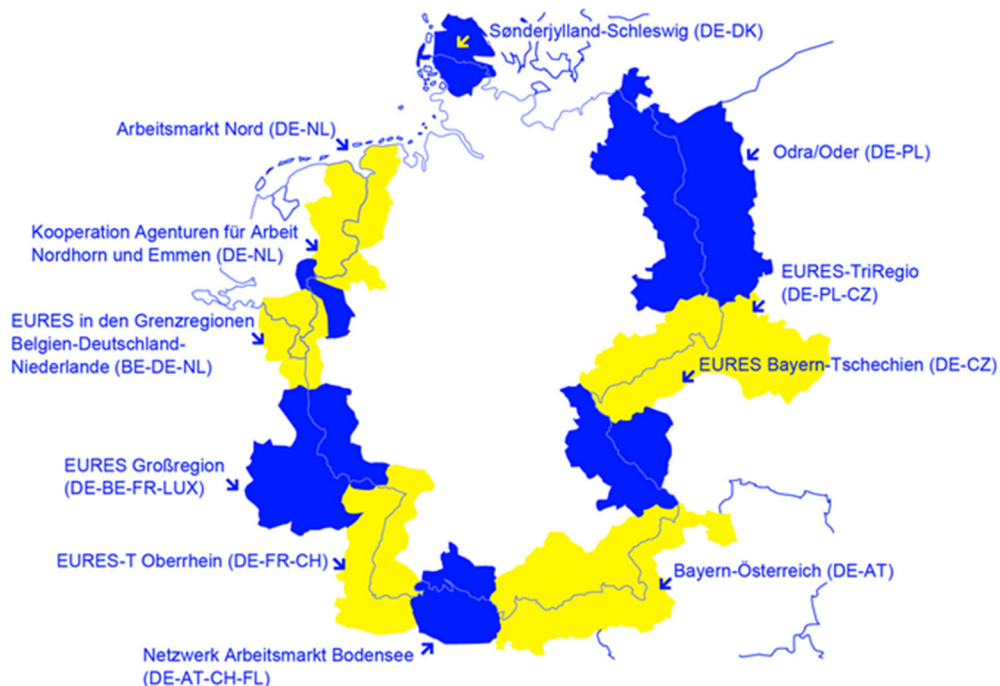 Sønderjylland-Schleswig (DE-DK)
Arbeitsmarkt Nord (DE-NL)
Odra/Oder (DE-PL)
Kooperation Agenturen für Arbeit
Nordhorn und Emmen (DE-NL)
EURES-TriRegio
(DE-PL-CZ)
EURES in den Grenzregionen
Belgien-Deutschland-
Niederlande (BE-DE-NL)
EURES Bayern-Tschechien (DE-CZ)
EURES Großregion
(DE-BE-FR-LUX)
EURES-T Oberrhein (DE-FR-CH)
Bayern-Österreich (DE-AT)
Netzwerk Arbeitsmarkt Bodensee
(DE-AT-CH-FL)